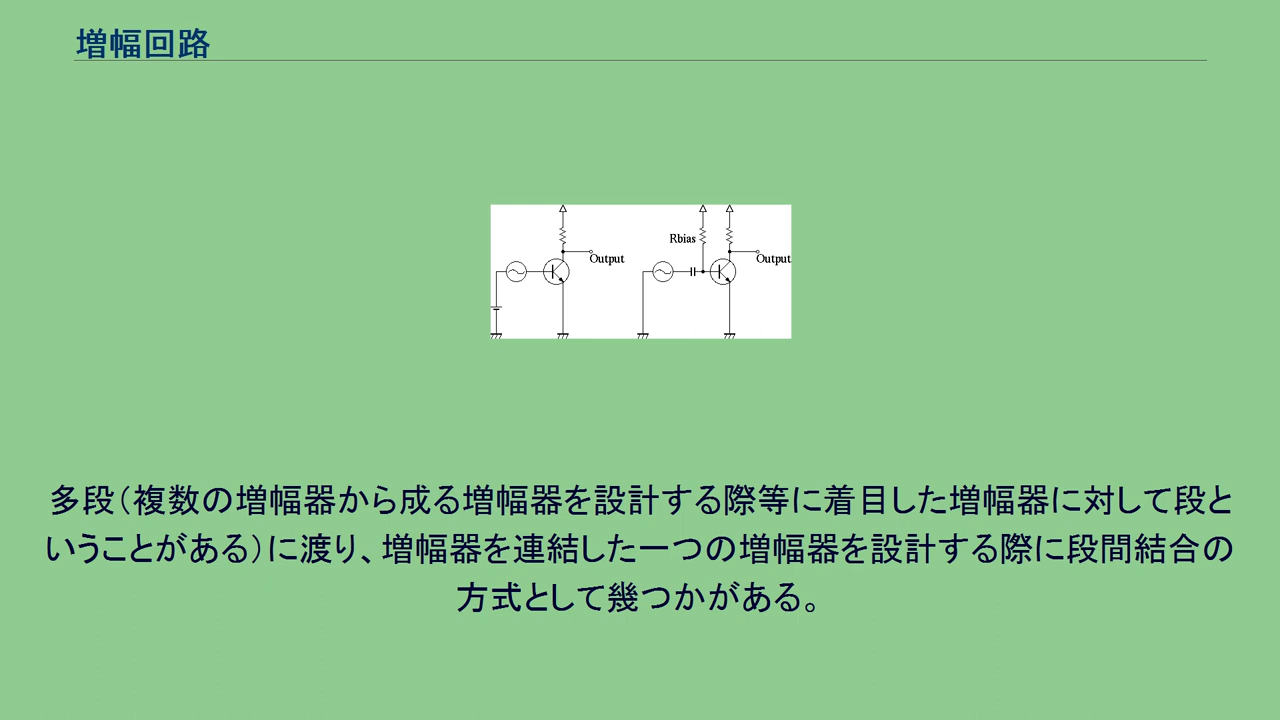 増幅回路
Rbias
Output
Output
多段(複数の増幅器から成る増幅器を設計する際等に着目した増幅器に対して段と
いうことがある)に渡り、増幅器を連結した一つの増幅器を設計する際に段間結合の
方式として幾つかがある。